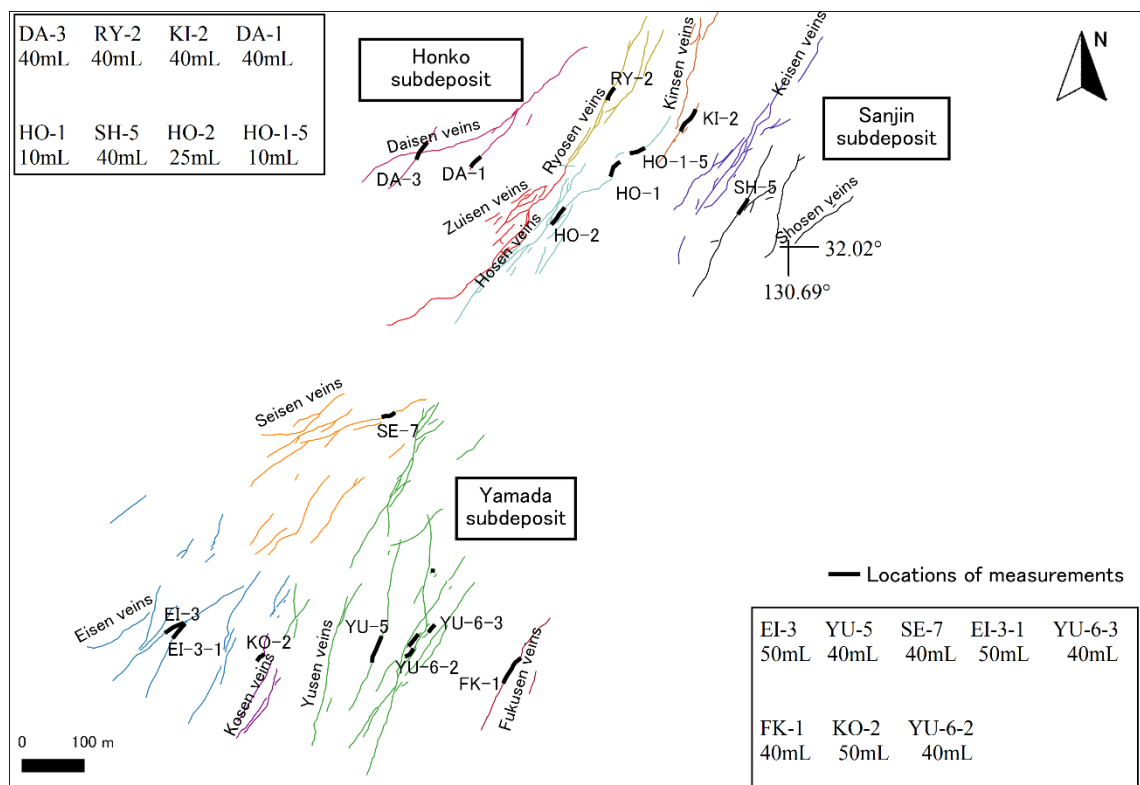 DA-3 RY-2 KI-2 DA-1
40mL 40mL 40mL 40mL
HO-1 SH-5 HO-2 HO-1-5
10mL 40mL 25mL 10mL
Honko
subdeposit
N
Sanjin
subdeposit
Daisen veins
Ryosen veins
Kinsen veins
Keisen veins
Zuisen veins
Hosen veins
Shosen veins
RY-2
KI-2
DA-3
DA-1
HO-1-5
HO-1
SH-5
HO-2
32.02°
130.69°
Seisen veins
SE-7
Yamada
subdeposit
Eisen veins
EI-3
EI-3-1
KO-2
Kosen veins
Yusen veins
YU-5
YU-6-3
YU-6-2
FK-1
Fukusen veins
Locations of measurements
EI-3 YU-5 SE-7 EI-3-1 YU-6-3
50mL 40mL 40mL 50mL 40mL
FK-1 KO-2 YU-6-2
40mL 50mL 40mL
0 100 m